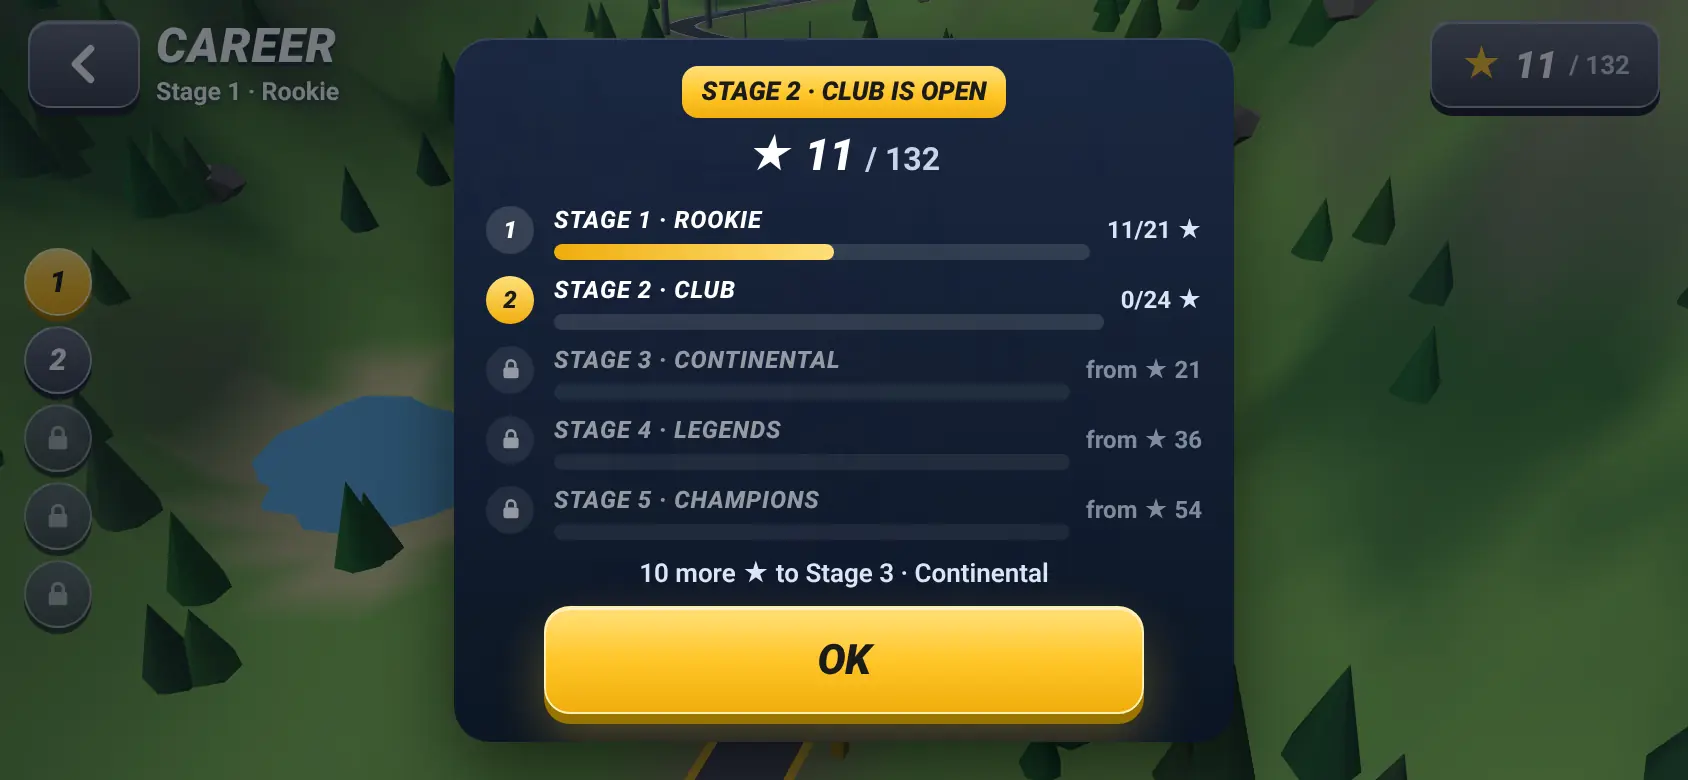 CAREER
Stage 1 · Rookie
★ 11 / 132
1
2
STAGE 2 · CLUB IS OPEN
★ 11 / 132
1 STAGE 1 · ROOKIE 11/21 ★
2 STAGE 2 · CLUB 0/24 ★
STAGE 3 · CONTINENTAL from ★ 21
STAGE 4 · LEGENDS from ★ 36
STAGE 5 · CHAMPIONS from ★ 54
10 more ★ to Stage 3 · Continental
OK